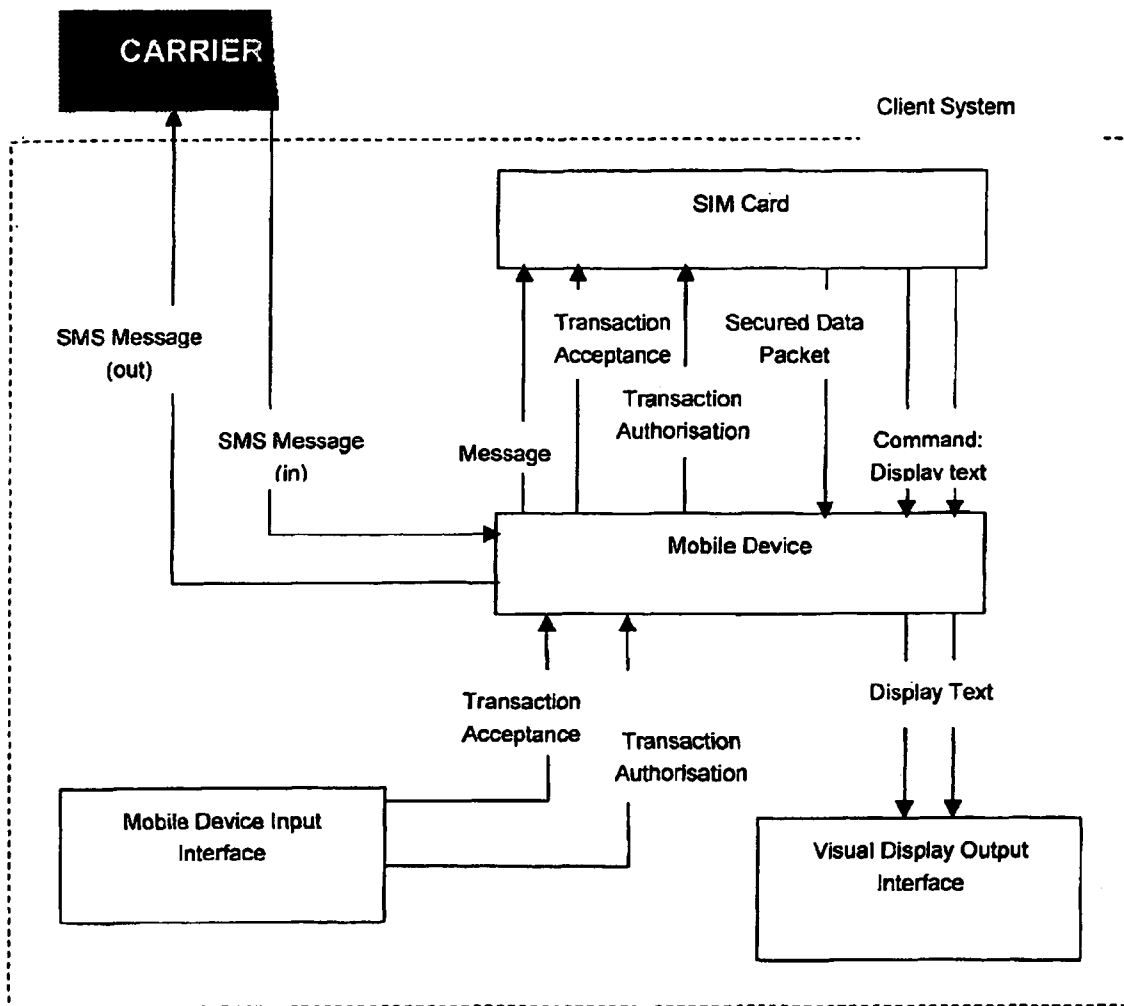 CARRIER
Client System
SIM Card
SMS Message
(out)
Transaction
Acceptance
Secured Data
Packet
Transaction
Authorisation
SMS Message
(in)
Message
Command:
Display text
Mobile Device
Transaction
Acceptance
Display Text
Transaction
Authorisation
Mobile Device Input
Interface
Visual Display Output
Interface